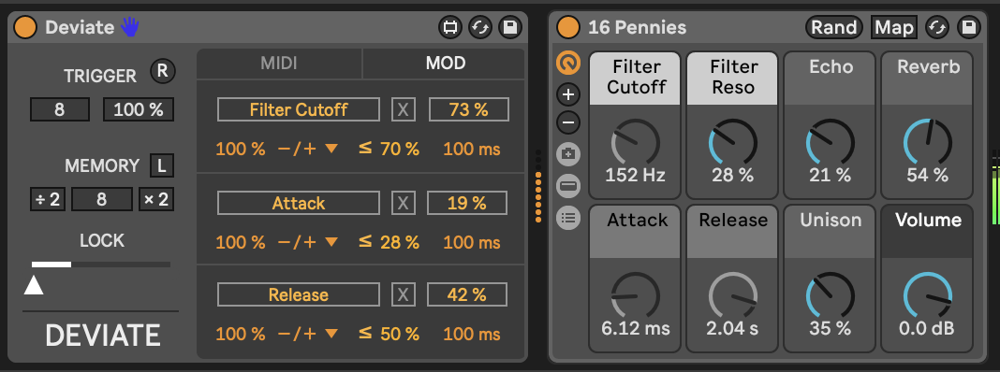 Deviate
TRIGGER R
8 100 %
MEMORY L
÷ 2 8 × 2
LOCK
DEVIATE
MIDI MOD
Filter Cutoff X 73 %
100 % −/+ ▼ ≤ 70 % 100 ms
Attack X 19 %
100 % −/+ ▼ ≤ 28 % 100 ms
Release X 42 %
100 % −/+ ▼ ≤ 50 % 100 ms
16 Pennies Rand Map
Filter Cutoff
152 Hz
Filter Reso
28 %
Echo
21 %
Reverb
54 %
Attack
6.12 ms
Release
2.04 s
Unison
35 %
Volume
0.0 dB